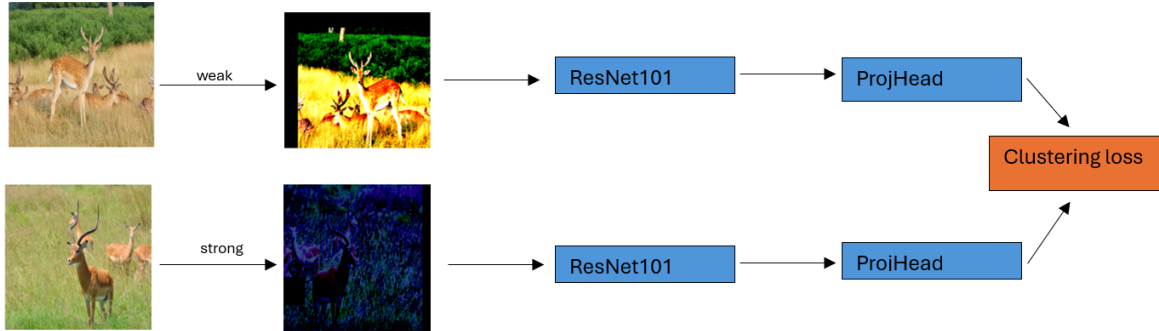 weak
ResNet101
ProjHead
Clustering loss
strong
ResNet101
ProjHead